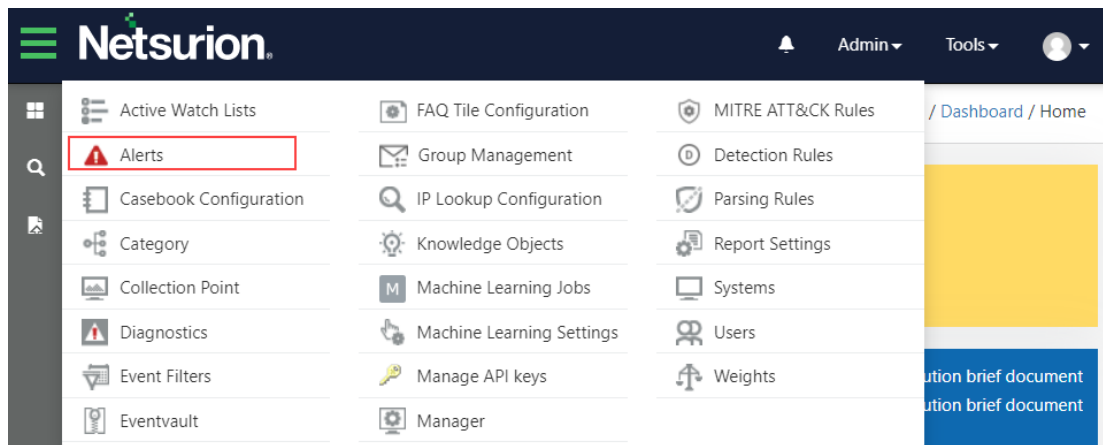 Netsurion®
Admin
Tools
Active Watch Lists
FAQ Tile Configuration
MITRE ATT&CK Rules
/ Dashboard / Home
Alerts
Group Management
D
Detection Rules
Casebook Configuration
IP Lookup Configuration
Parsing Rules
Category
Knowledge Objects
Report Settings
Collection Point
M
Machine Learning Jobs
Systems
Diagnostics
Machine Learning Settings
Users
Event Filters
Manage API keys
Weights
ution brief document
Eventvault
Manager
ution brief document